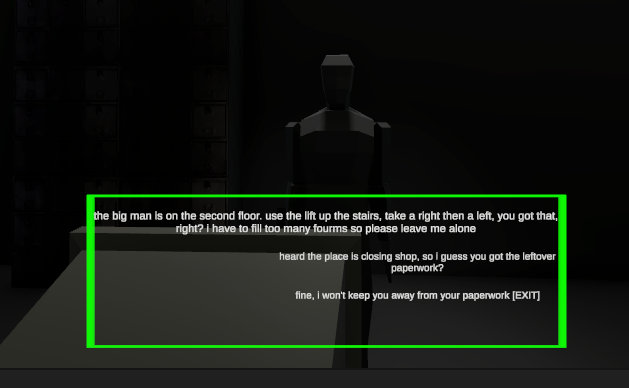 the big man is on the second floor. use the lift up the stairs, take a right then a left, you got that,
right? i have to fill too many fourms so please leave me alone
heard the place is closing shop, so i guess you got the leftover
paperwork?
fine, i won't keep you away from your paperwork [EXIT]